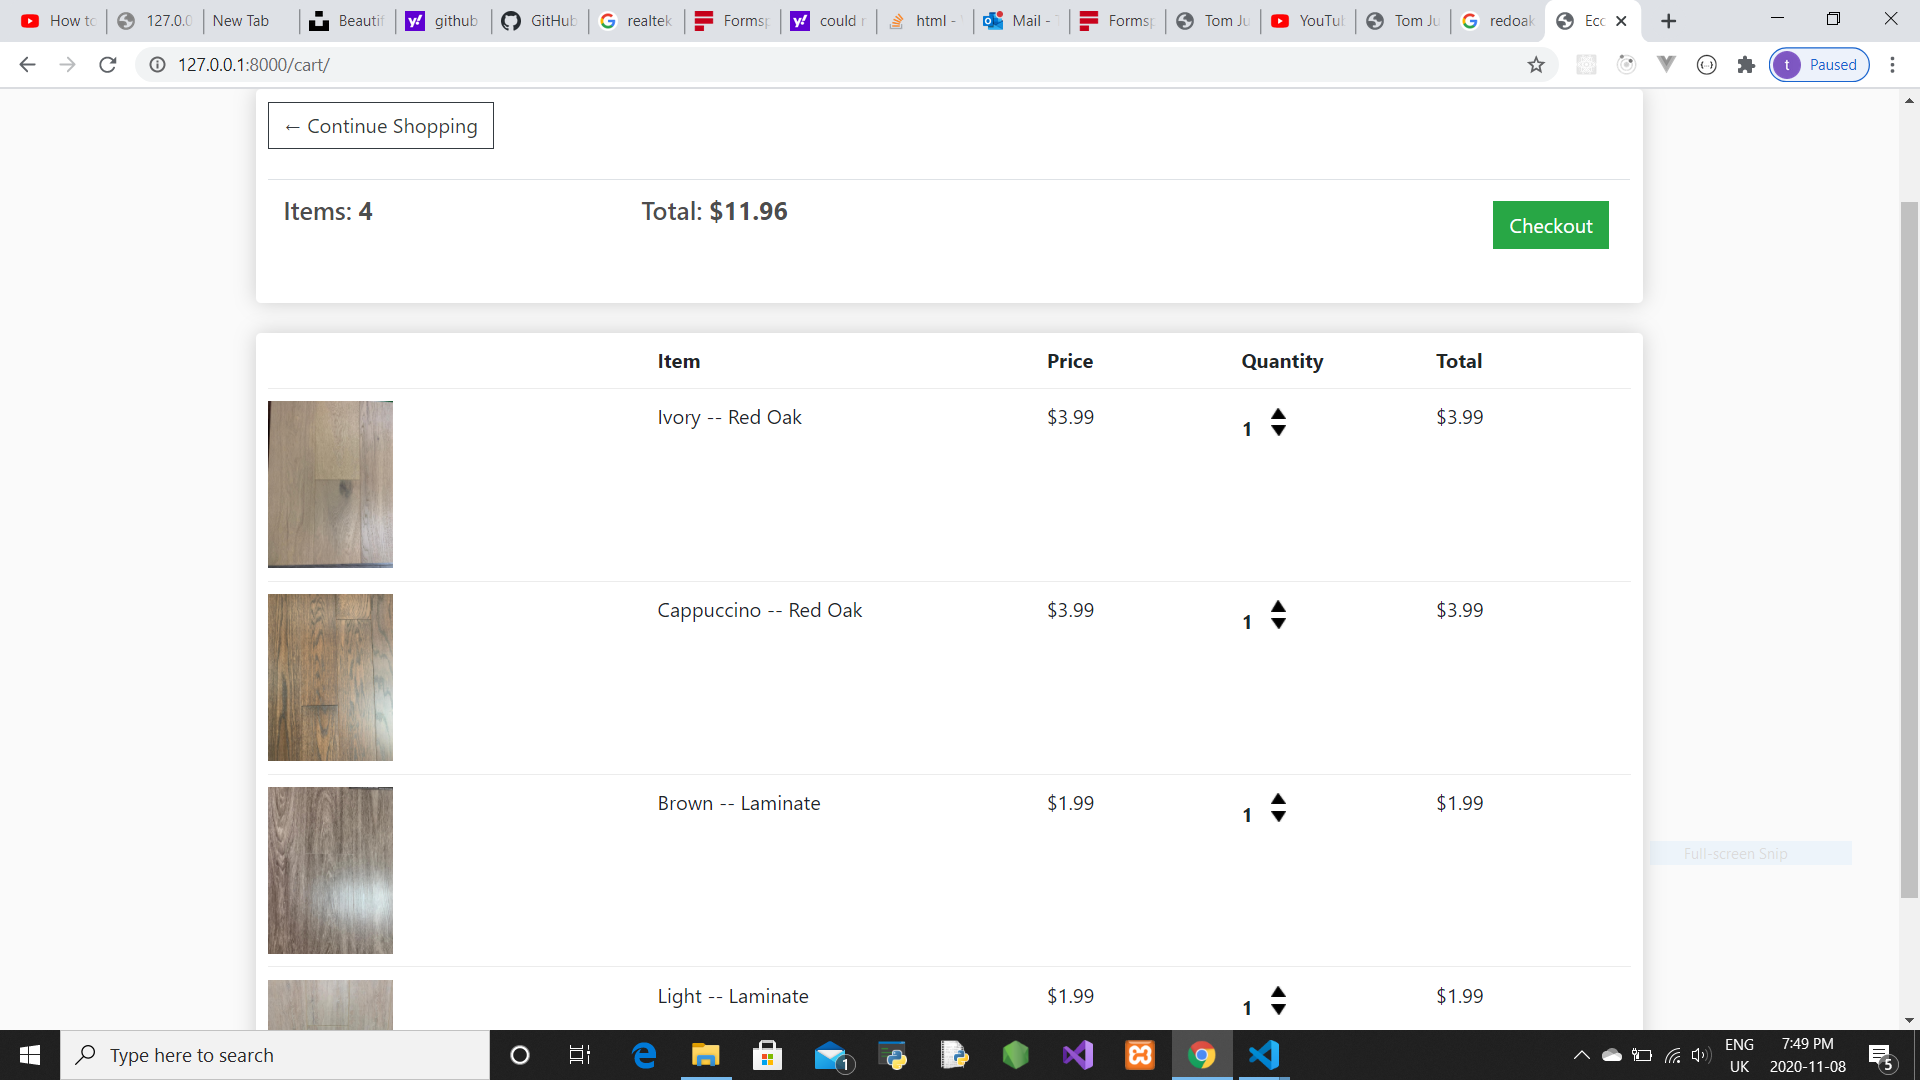 How to
127.0.0
New Tab
Beautif
github
GitHub
realtek
Formsp
could n
html -
Mail - T
Formsp
Tom Ju
YouTub
Tom Ju
redoak
Ecc
127.0.0.1:8000/cart/
t Paused
← Continue Shopping
Items: 4
Total: $11.96
Checkout
Item Price Quantity Total
Ivory -- Red Oak $3.99 1 $3.99
Cappuccino -- Red Oak $3.99 1 $3.99
Brown -- Laminate $1.99 1 $1.99
Full-screen Snip
Light -- Laminate $1.99 1 $1.99
Type here to search
1
ENG
UK
7:49 PM
2020-11-08
5